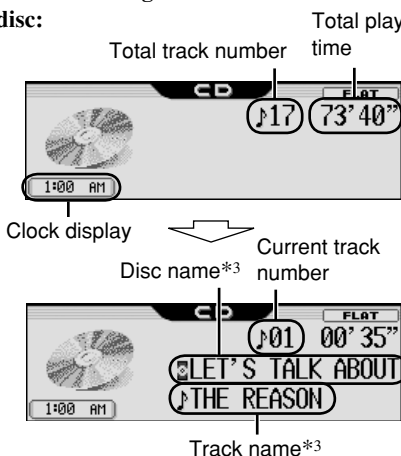 disc:
Total play
Total track number time
CD
FLAT
♪17 73'40"
1:00 AM
Clock display
Current track
Disc name*3 number
CD
FLAT
♪01 00'35"
LET'S TALK ABOUT
♪THE REASON
1:00 AM
Track name*3